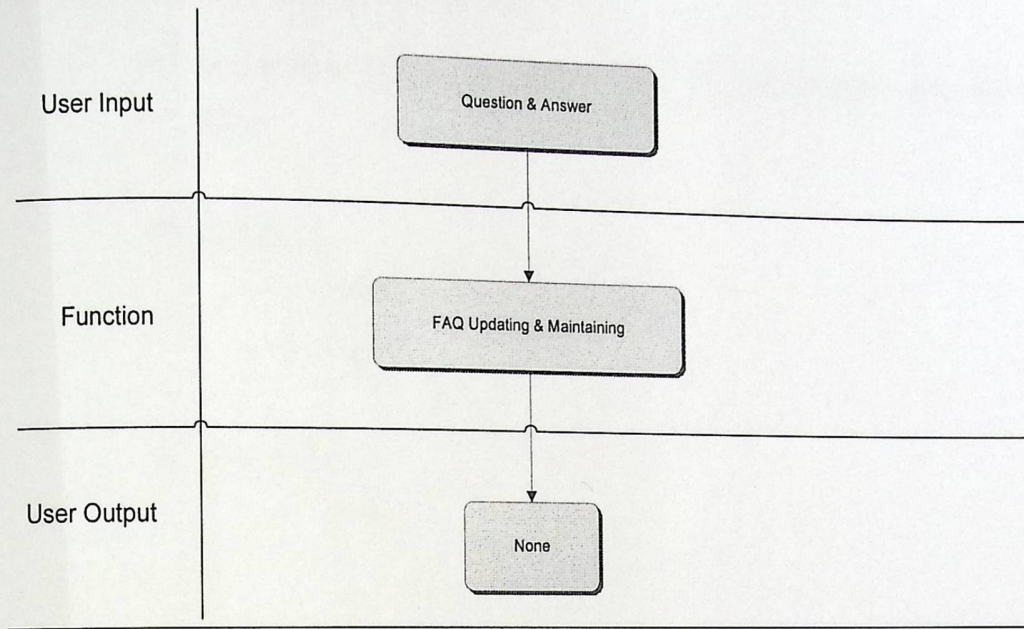 User Input
Question & Answer
Function
FAQ Updating & Maintaining
User Output
None